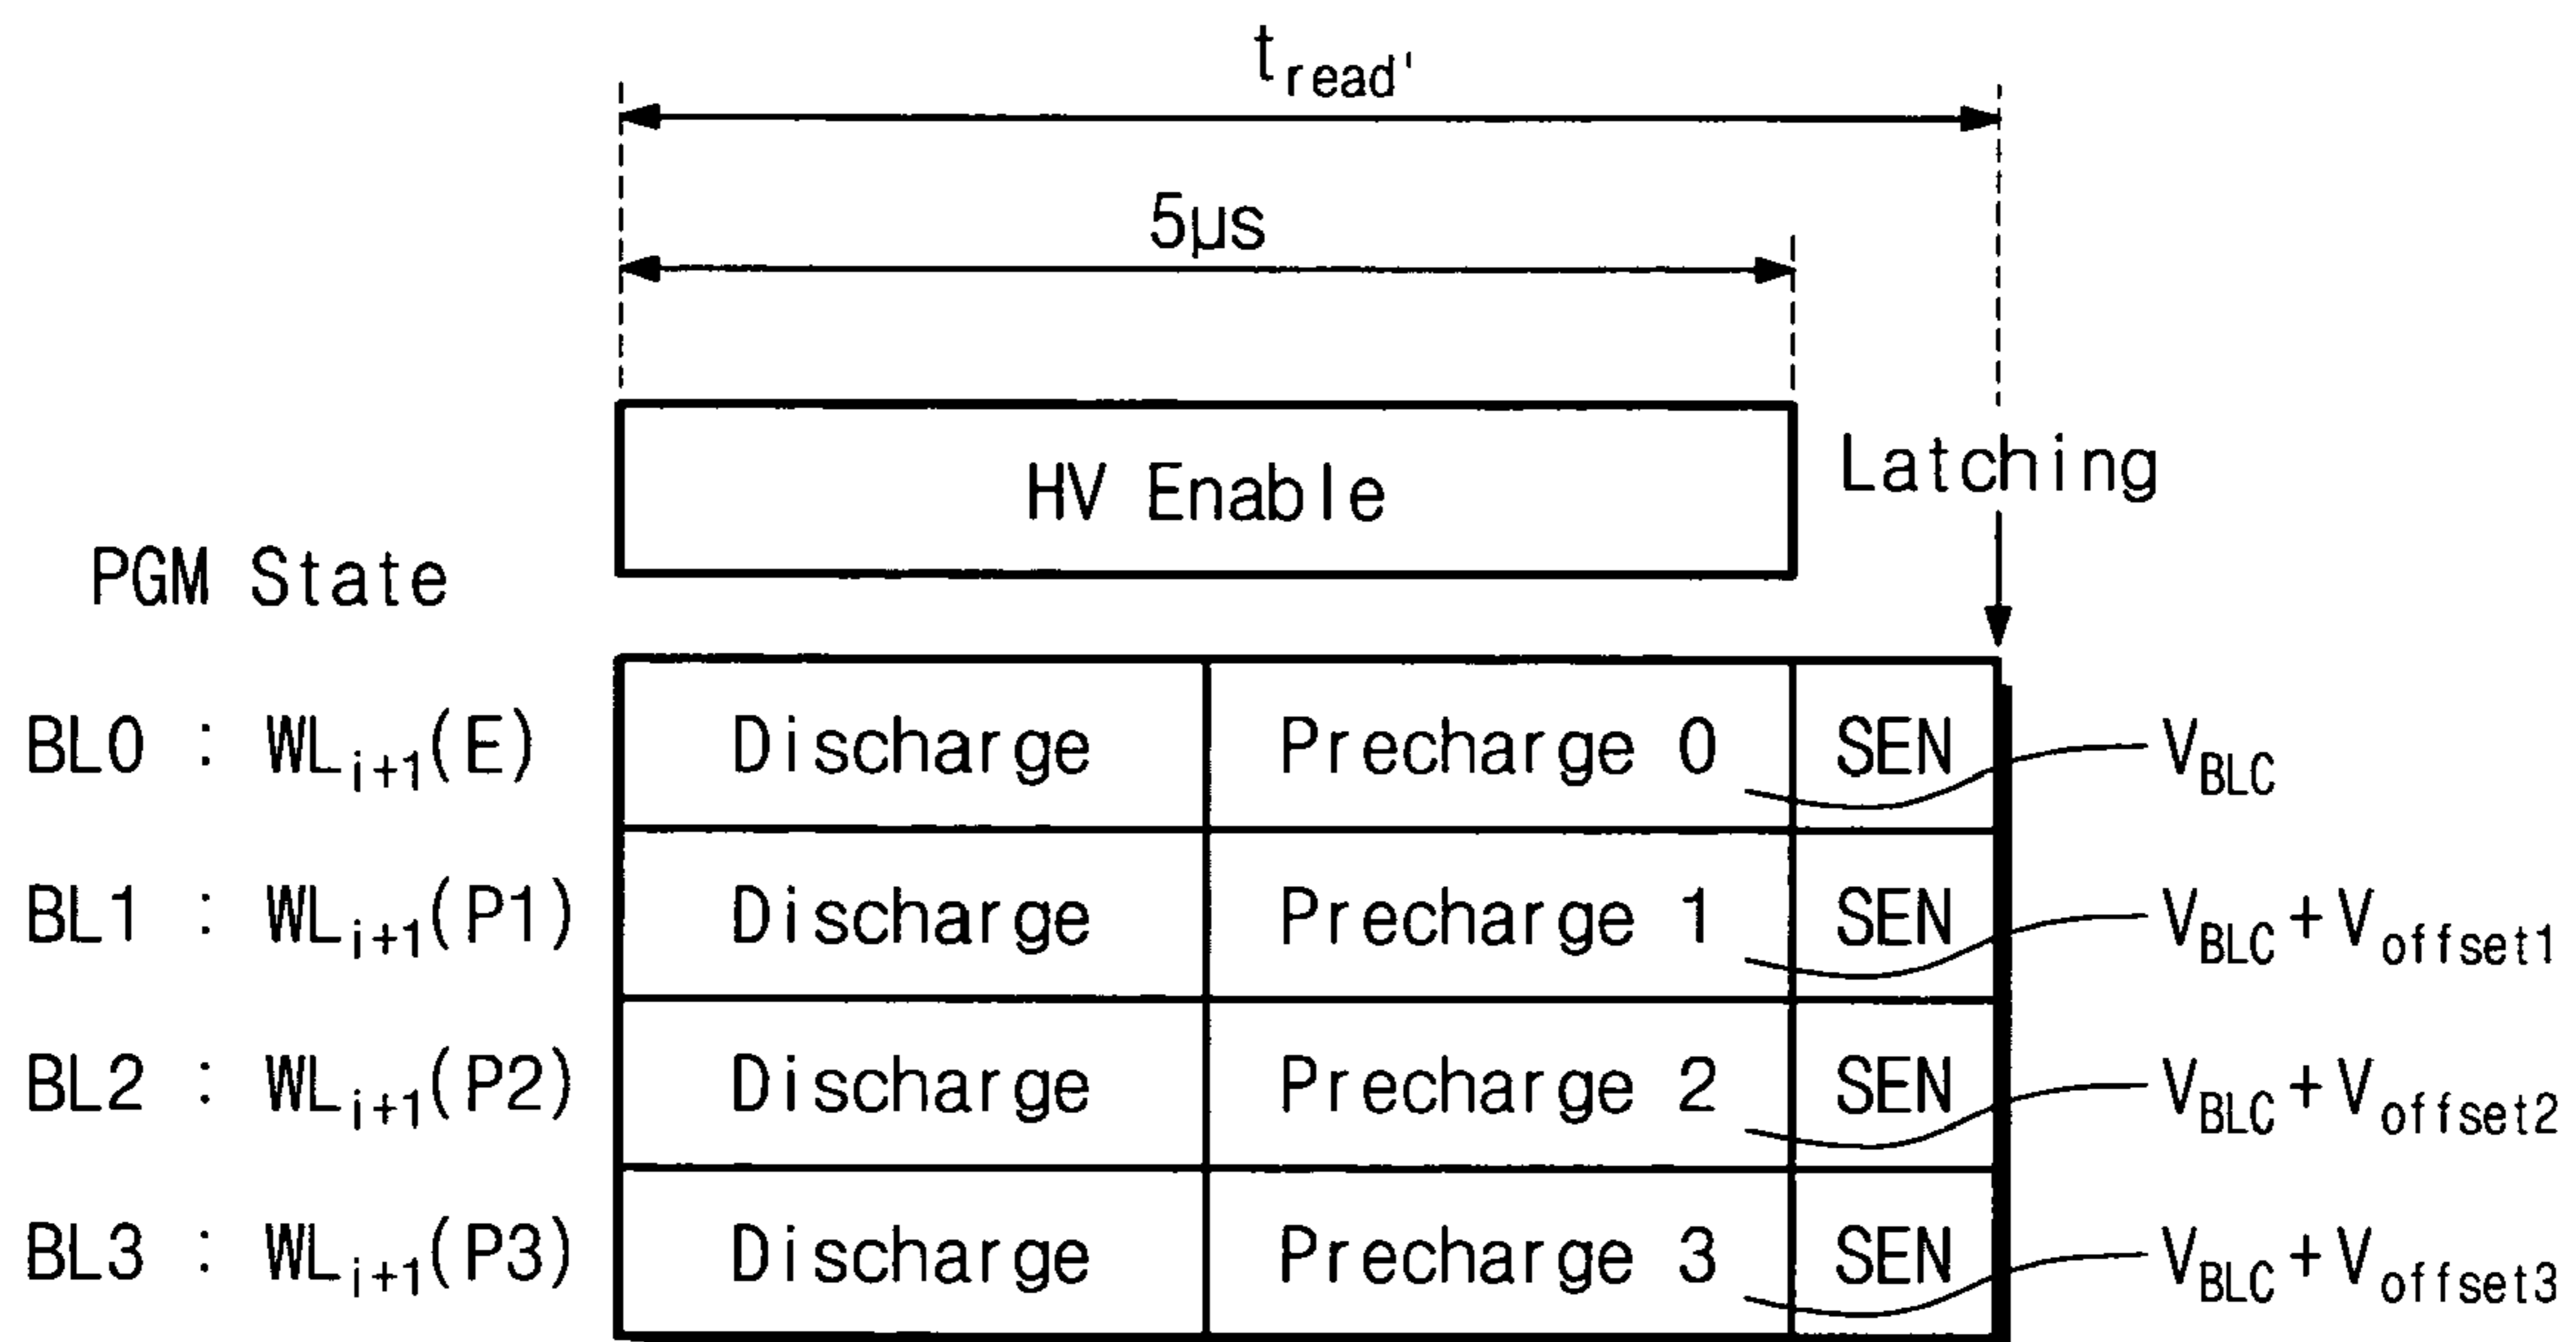 t_read'
5µs
HV Enable
Latching
PGM State
BL0 : WL_i+1(E) Discharge Precharge 0 SEN V_BLC
BL1 : WL_i+1(P1) Discharge Precharge 1 SEN V_BLC + V_offset1
BL2 : WL_i+1(P2) Discharge Precharge 2 SEN V_BLC + V_offset2
BL3 : WL_i+1(P3) Discharge Precharge 3 SEN V_BLC + V_offset3